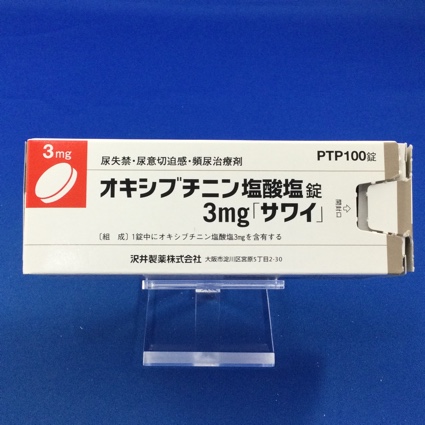 3mg
尿失禁・尿意切迫感・頻尿治療剤
PTP100錠
オキシブチニン塩酸塩錠
3mg「サワイ」
開封口
〔組 成〕1錠中にオキシブチニン塩酸塩3mgを含有する
沢井製薬株式会社 大阪市淀川区宮原5丁目2-30